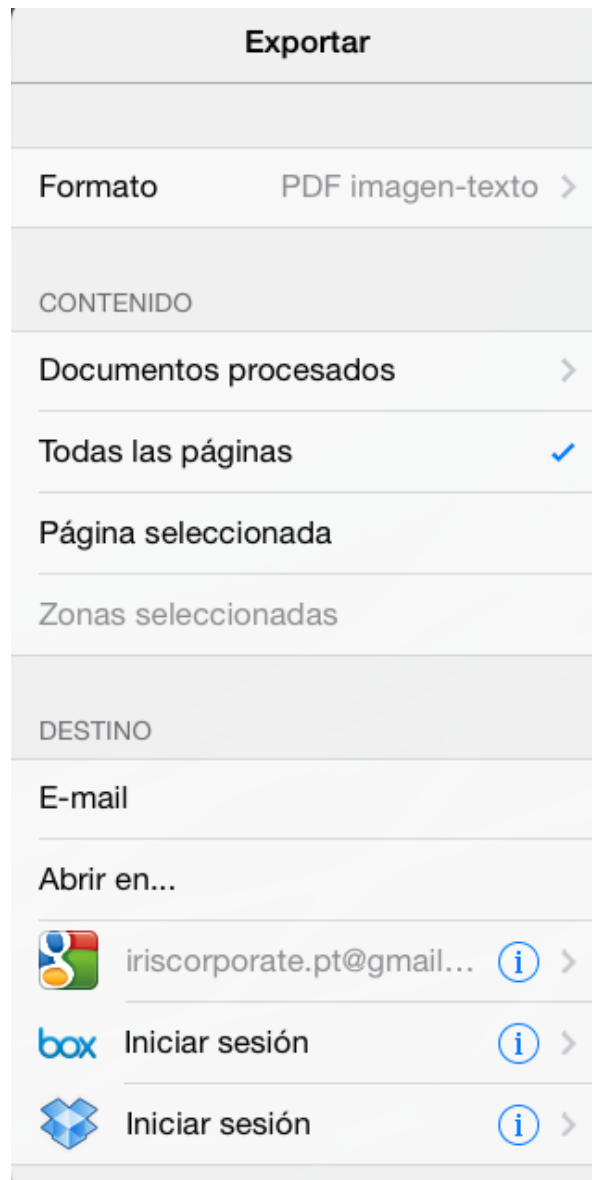 Exportar
Formato PDF imagen-texto
CONTENIDO
Documentos procesados
Todas las páginas
Página seleccionada
Zonas seleccionadas
DESTINO
E-mail
Abrir en...
iriscorporate.pt@gmail...
box Iniciar sesión
Iniciar sesión